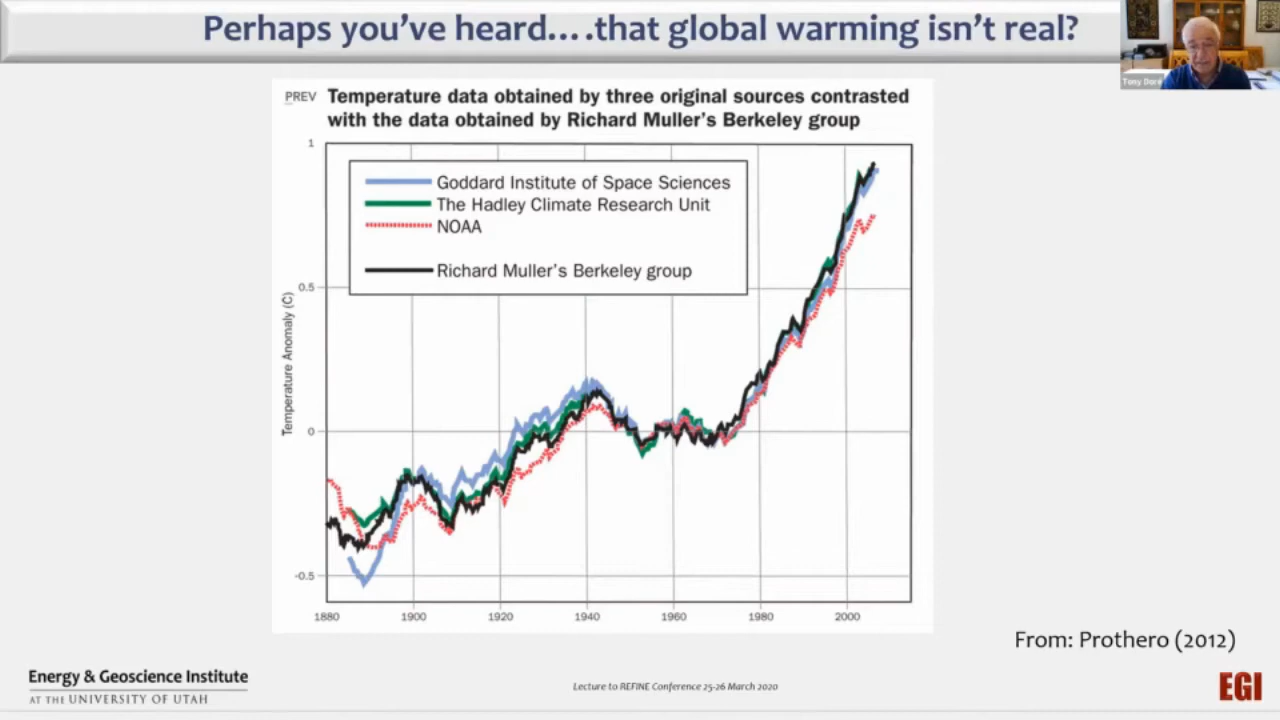 Perhaps you've heard....that global warming isn't real?
PREV Temperature data obtained by three original sources contrasted
with the data obtained by Richard Muller's Berkeley group
Goddard Institute of Space Sciences
The Hadley Climate Research Unit
NOAA
Richard Muller's Berkeley group
Temperature Anomaly (C)
1
0.5
0
-0.5
1880 1900 1920 1940 1960 1980 2000
From: Prothero (2012)
Energy & Geoscience Institute
AT THE UNIVERSITY OF UTAH
Lecture to REFINE Conference 25-26 March 2020
EGI
Tony Doré